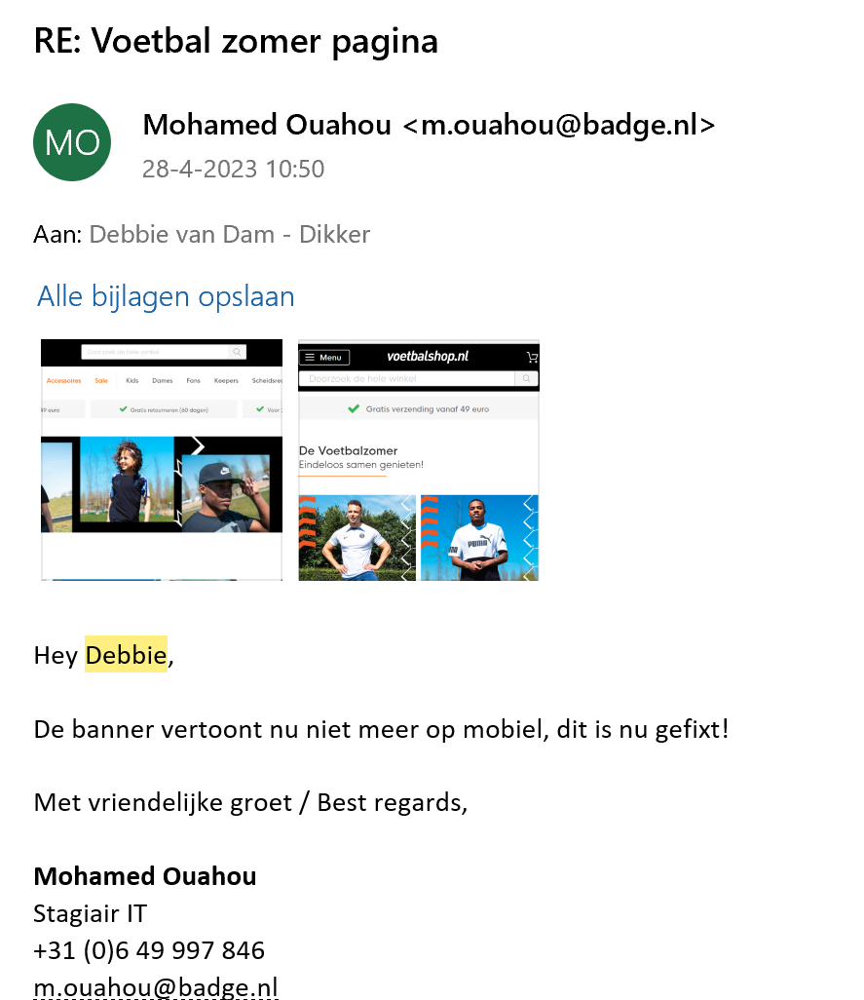 RE: Voetbal zomer pagina
MO
Mohamed Ouahou <m.ouahou@badge.nl>
28-4-2023 10:50
Aan: Debbie van Dam - Dikker
Alle bijlagen opslaan
Doorzoek de hele winkel
Accessoires Sale Kids Dames Fans Keepers Scheidsre
49 euro Gratis retourneren (60 dagen) Voor
Menu voetbalshop.nl
Doorzoek de hele winkel
Gratis verzending vanaf 49 euro
De Voetbalzomer
Eindeloos samen genieten!
PUMA
Hey Debbie,
De banner vertoont nu niet meer op mobiel, dit is nu gefixt!
Met vriendelijke groet / Best regards,
Mohamed Ouahou
Stagiair IT
+31 (0)6 49 997 846
m.ouahou@badge.nl